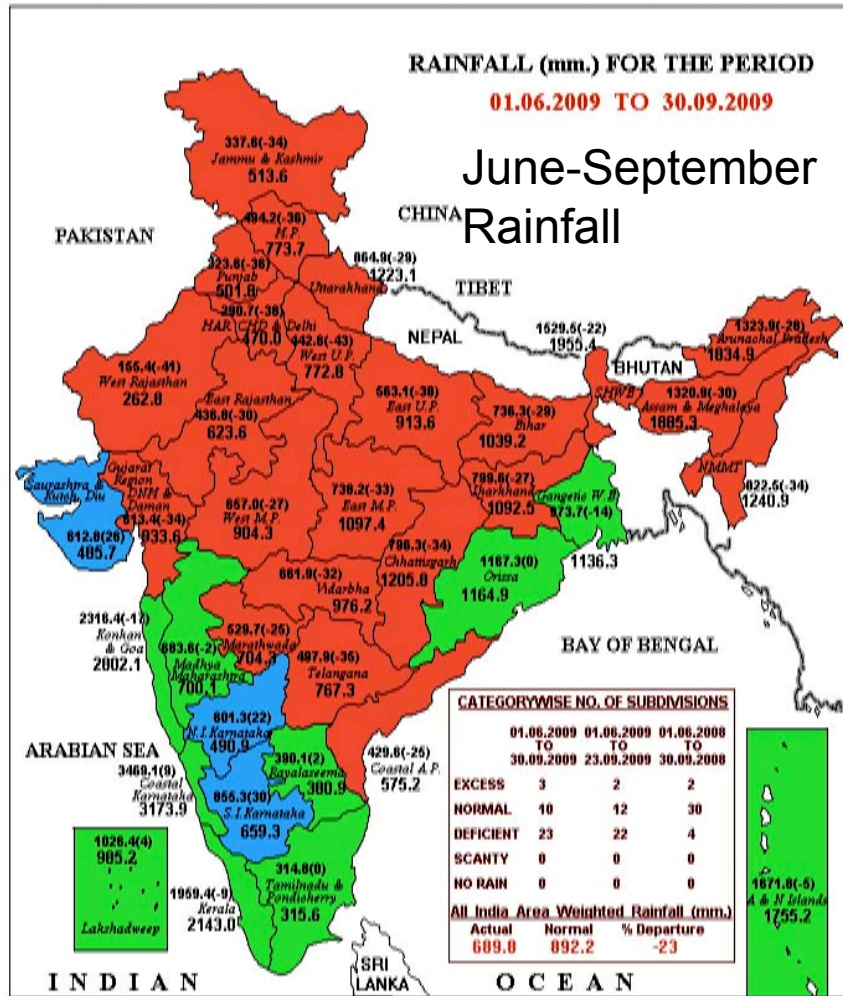 RAINFALL (mm.) FOR THE PERIOD
01.06.2009 TO 30.09.2009
June-September
Rainfall
337.6(-34)
Jammu & Kashmir
513.6
CHINA
PAKISTAN
494.2(-36)
H.P.
773.7
323.6(-36)
Punjab
501.8
864.9(-29)
1223.1
Uttarakhand
TIBET
290.7(-38)
HAR. CHD & Delhi
470.0
NEPAL
1529.5(-22)
1955.4
BHUTAN
SHWB
1323.9(-28)
Arunachal Pradesh
1834.9
442.8(-43)
West U.P.
772.8
155.4(-41)
West Rajasthan
262.8
East Rajasthan
436.8(-30)
623.6
563.1(-38)
East U.P.
913.6
736.3(-29)
Bihar
1039.2
1320.9(-30)
Assam & Meghalaya
1885.3
NMMT
822.5(-34)
1240.9
Saurashtra &
Kutch, Diu
612.8(26)
485.7
Gujarat
Region
DNH &
Daman
613.4(-34)
933.6
657.0(-27)
West M.P.
904.3
736.2(-33)
East M.P.
1097.4
799.6(-27)
Jharkhand
1092.5
Gangetic W.B
973.7(-14)
1136.3
796.3(-34)
Chhattisgarh
1205.8
1167.3(0)
Orissa
1164.9
661.9(-32)
Vidarbha
976.2
2316.4(-17)
Konkan
& Goa
2802.1
529.7(-25)
Marathwada
704.3
683.6(-2)
Madhya
Maharashtra
700.1
497.9(-35)
Telangana
767.3
BAY OF BENGAL
601.3(22)
N.I.Karnataka
490.9
ARABIAN SEA
3469.1(9)
Coastal
Karnataka
3173.9
390.1(2)
Rayalaseema
380.9
429.6(-25)
Coastal A.P.
575.2
855.3(30)
S.I.Karnataka
659.3
1026.4(4)
985.2
Lakshadweep
314.8(0)
Tamilnadu &
Pondicherry
315.6
1959.4(-9)
Kerala
2143.0
CATEGORYWISE NO. OF SUBDIVISIONS
01.06.2009 01.06.2009 01.06.2008
TO TO TO
30.09.2009 23.09.2009 30.09.2008
EXCESS 3 2 2
NORMAL 10 12 30
DEFICIENT 23 22 4
SCANTY 0 0 0
NO RAIN 0 0 0
All India Area Weighted Rainfall (mm.)
Actual Normal % Departure
689.8 892.2 -23
1671.8(-5)
A & N Islands
1755.2
SRI
LANKA
INDIAN OCEAN